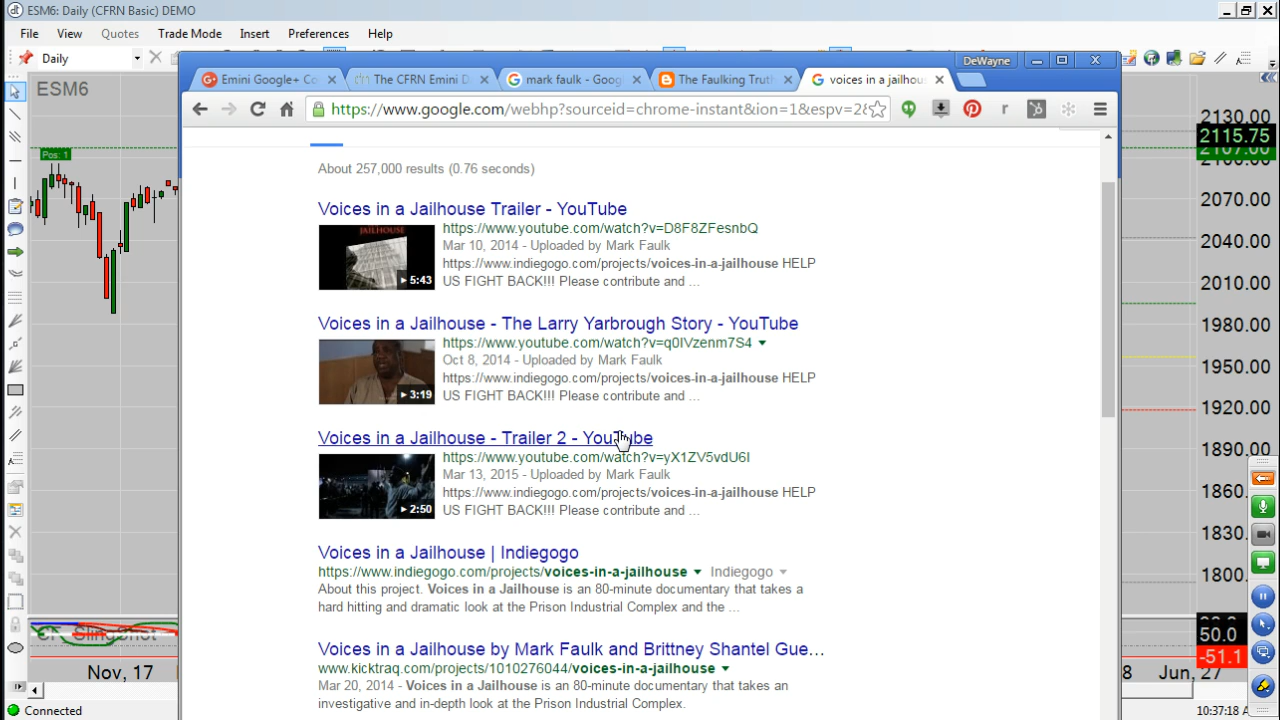 ESM6: Daily (CFRN Basic) DEMO
File View Quotes Trade Mode Insert Preferences Help
Daily
DeWayne
Emini Google+ Co
The CFRN Emini D
mark faulk - Goog
The Faulking Trut
voices in a jailhou
https://www.google.com/webhp?sourceid=chrome-instant&ion=1&espv=2
ESM6
Pos: 1
About 257,000 results (0.76 seconds)
Voices in a Jailhouse Trailer - YouTube
https://www.youtube.com/watch?v=D8F8ZFesnbQ
Mar 10, 2014 - Uploaded by Mark Faulk
https://www.indiegogo.com/projects/voices-in-a-jailhouse HELP
US FIGHT BACK!!! Please contribute and ...
JAILHOUSE
5:43
Voices in a Jailhouse - The Larry Yarbrough Story - YouTube
https://www.youtube.com/watch?v=q0IVzenm7S4
Oct 8, 2014 - Uploaded by Mark Faulk
https://www.indiegogo.com/projects/voices-in-a-jailhouse HELP
US FIGHT BACK!!! Please contribute and ...
3:19
Voices in a Jailhouse - Trailer 2 - YouTube
https://www.youtube.com/watch?v=yX1ZV5vdU6I
Mar 13, 2015 - Uploaded by Mark Faulk
https://www.indiegogo.com/projects/voices-in-a-jailhouse HELP
US FIGHT BACK!!! Please contribute and ...
2:50
Voices in a Jailhouse | Indiegogo
https://www.indiegogo.com/projects/voices-in-a-jailhouse Indiegogo
About this project. Voices in a Jailhouse is an 80-minute documentary that takes a
hard hitting and dramatic look at the Prison Industrial Complex and the ...
Voices in a Jailhouse by Mark Faulk and Brittney Shantel Gue...
www.kicktraq.com/projects/1010276044/voices-in-a-jailhouse
Mar 20, 2014 - Voices in a Jailhouse is an 80-minute documentary that takes an
investigative and in-depth look at the Prison Industrial Complex.
2130.00
2115.75
2107.00
2070.00
2040.00
2010.00
1980.00
1950.00
1920.00
1890.00
1860.
1830.
1800.
SlingShot
50.0
-51.1
Nov, 17
8 Jun, 27
Connected
10:37:18 A